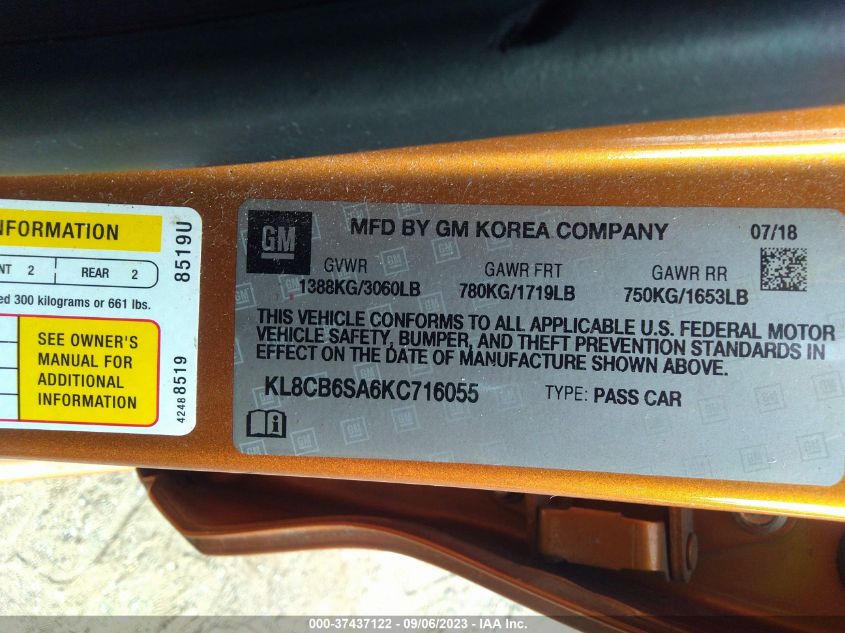 NFORMATION
NT 2 REAR 2
ed 300 kilograms or 661 lbs.
SEE OWNER'S
MANUAL FOR
ADDITIONAL
INFORMATION
8519U
42488519
GM
MFD BY GM KOREA COMPANY 07/18
GVWR GAWR FRT GAWR RR
1388KG/3060LB 780KG/1719LB 750KG/1653LB
THIS VEHICLE CONFORMS TO ALL APPLICABLE U.S. FEDERAL MOTOR
VEHICLE SAFETY, BUMPER, AND THEFT PREVENTION STANDARDS IN
EFFECT ON THE DATE OF MANUFACTURE SHOWN ABOVE.
KL8CB6SA6KC716055 TYPE: PASS CAR
000-37437122 - 09/06/2023 - IAA Inc.